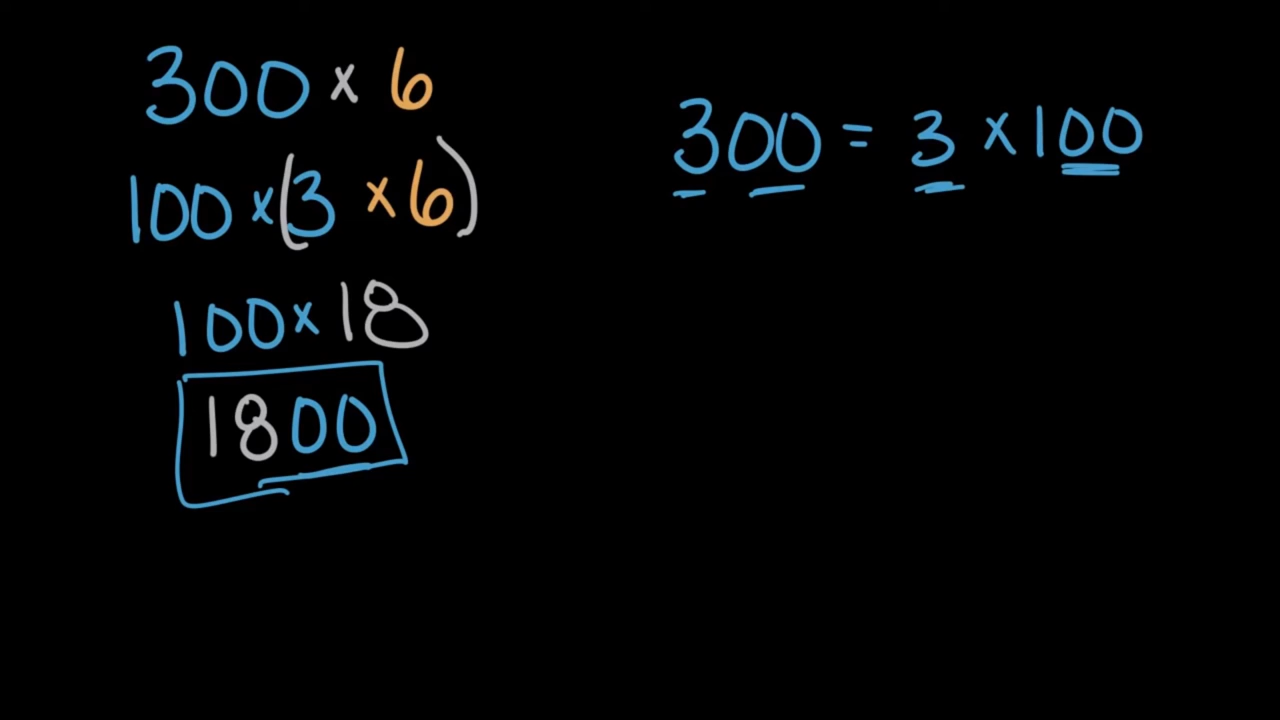 300 × 6
100 × (3 × 6)
100 × 18
1800
300 = 3 × 100